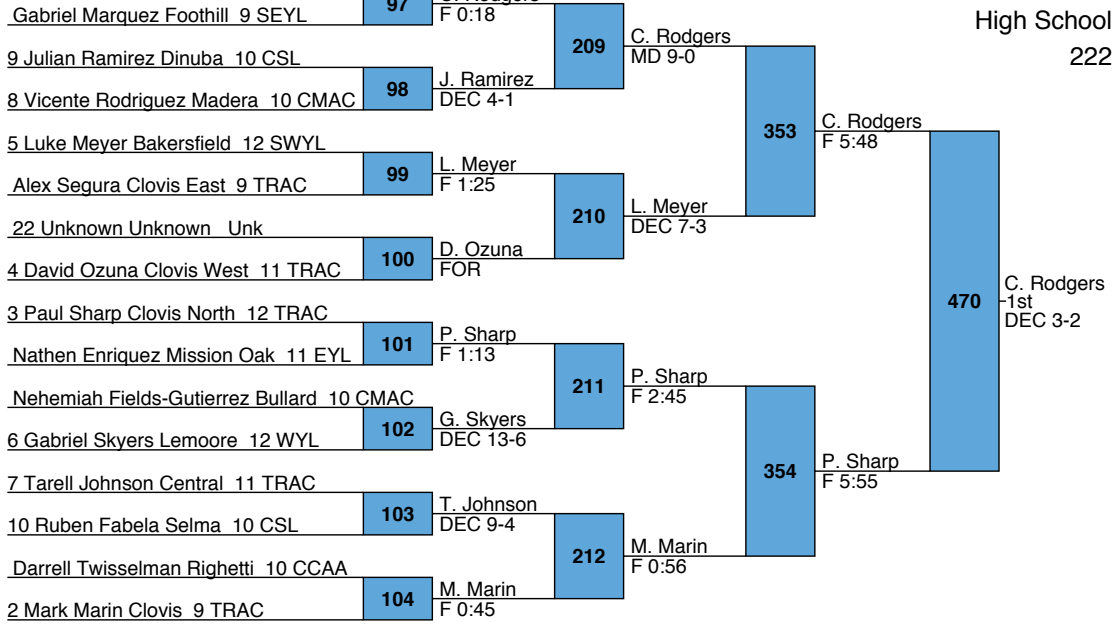 97
F 0:18
Gabriel Marquez Foothill 9 SEYL
High School
222
209
C. Rodgers
MD 9-0
9 Julian Ramirez Dinuba 10 CSL
98
J. Ramirez
DEC 4-1
8 Vicente Rodriguez Madera 10 CMAC
353
C. Rodgers
F 5:48
5 Luke Meyer Bakersfield 12 SWYL
99
L. Meyer
F 1:25
Alex Segura Clovis East 9 TRAC
210
L. Meyer
DEC 7-3
22 Unknown Unknown Unk
100
D. Ozuna
FOR
4 David Ozuna Clovis West 11 TRAC
470
C. Rodgers
1st
DEC 3-2
3 Paul Sharp Clovis North 12 TRAC
101
P. Sharp
F 1:13
Nathen Enriquez Mission Oak 11 EYL
211
P. Sharp
F 2:45
Nehemiah Fields-Gutierrez Bullard 10 CMAC
102
G. Skyers
DEC 13-6
6 Gabriel Skyers Lemoore 12 WYL
354
P. Sharp
F 5:55
7 Tarell Johnson Central 11 TRAC
103
T. Johnson
DEC 9-4
10 Ruben Fabela Selma 10 CSL
212
M. Marin
F 0:56
Darrell Twisselman Righetti 10 CCAA
104
M. Marin
F 0:45
2 Mark Marin Clovis 9 TRAC